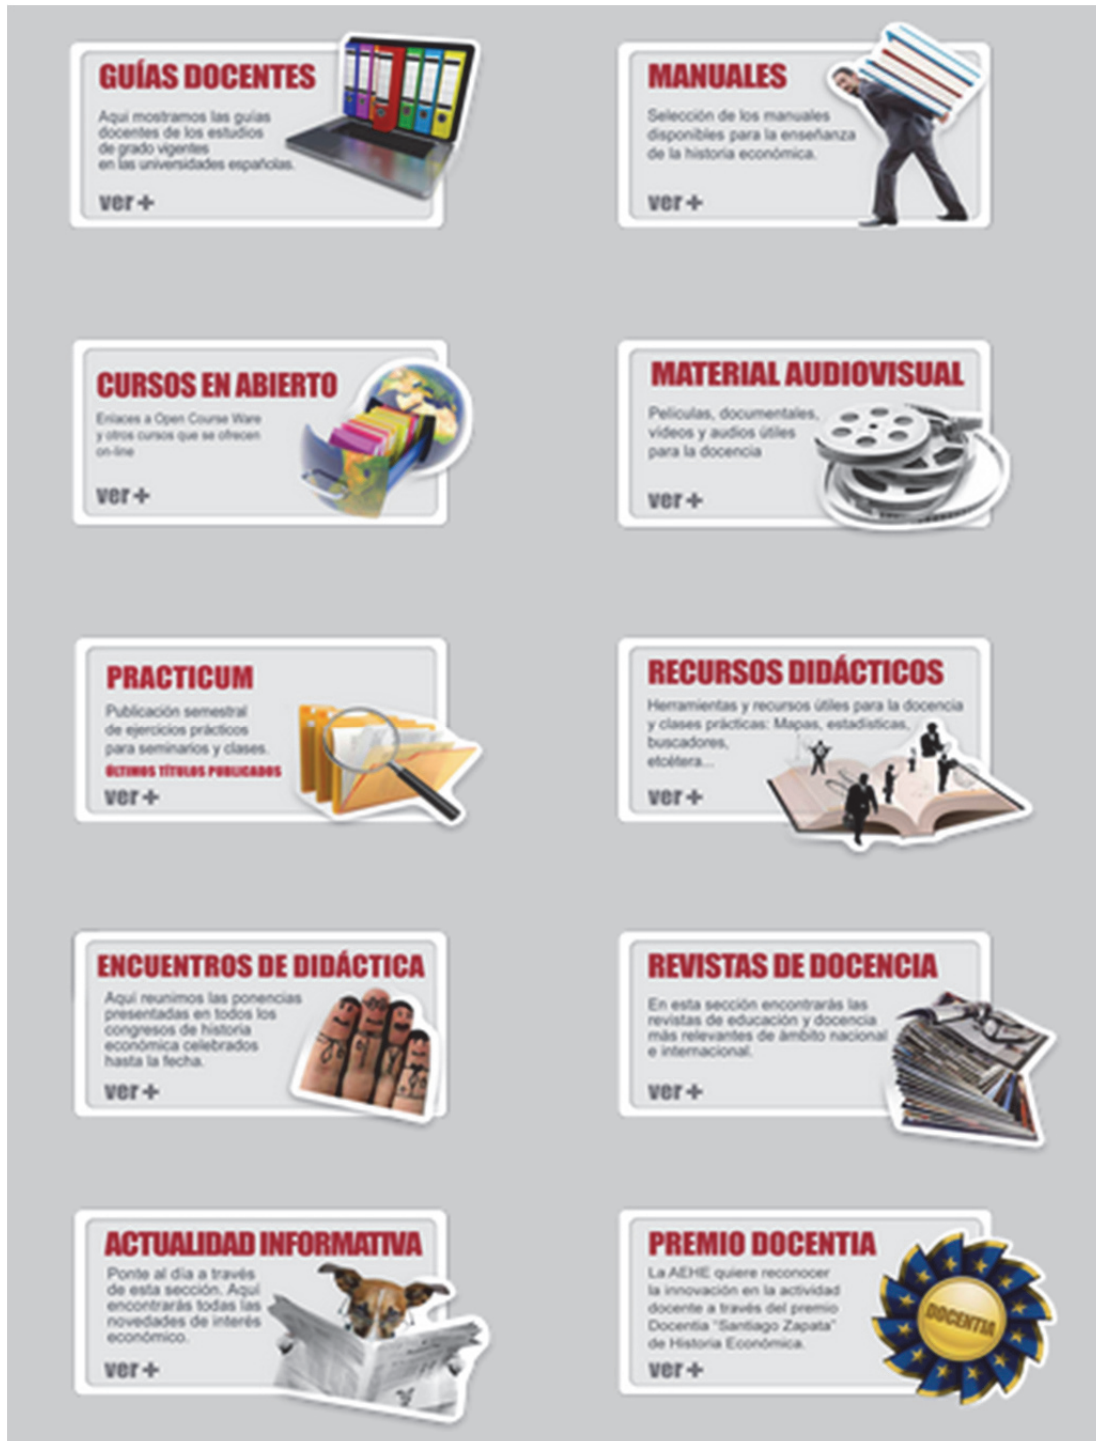 GUÍAS DOCENTES
Aquí mostramos las guías
docentes de los estudios
de grado vigentes
en las universidades españolas.
ver+
MANUALES
Selección de los manuales
disponibles para la enseñanza
de la historia económica.
ver+
CURSOS EN ABIERTO
Enlaces a Open Course Ware
y otros cursos que se ofrecen
on-line
ver+
MATERIAL AUDIOVISUAL
Películas, documentales,
vídeos y audios útiles
para la docencia
ver+
PRACTICUM
Publicación semestral
de ejercicios prácticos
para seminarios y clases.
ÚLTIMOS TÍTULOS PUBLICADOS
ver+
RECURSOS DIDÁCTICOS
Herramientas y recursos útiles para la docencia
y clases prácticas: Mapas, estadísticas,
buscadores,
etcétera...
ver+
ENCUENTROS DE DIDÁCTICA
Aquí reunimos las ponencias
presentadas en todos los
congresos de historia
económica celebrados
hasta la fecha.
ver+
REVISTAS DE DOCENCIA
En esta sección encontrarás las
revistas de educación y docencia
más relevantes de ámbito nacional
e internacional.
ver+
ACTUALIDAD INFORMATIVA
Ponte al día a través
de esta sección. Aquí
encontrarás todas las
novedades de interés
económico.
ver+
PREMIO DOCENTIA
La AEHE quiere reconocer
la innovación en la actividad
docente a través del premio
Docentia "Santiago Zapata"
de Historia Económica.
ver+
DOCENTIA